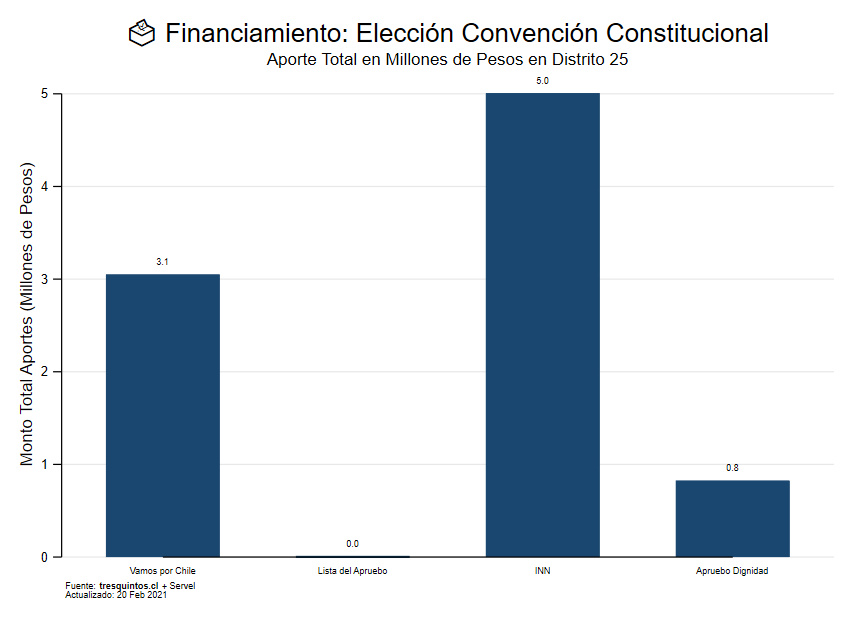 Financiamiento: Elección Convención Constitucional
Aporte Total en Millones de Pesos en Distrito 25
Monto Total Aportes (Millones de Pesos)
5
4
3
2
1
0
3.1
0.0
5.0
0.8
Vamos por Chile
Lista del Apruebo
INN
Apruebo Dignidad
Fuente: tresquintos.cl + Servel
Actualizado: 20 Feb 2021